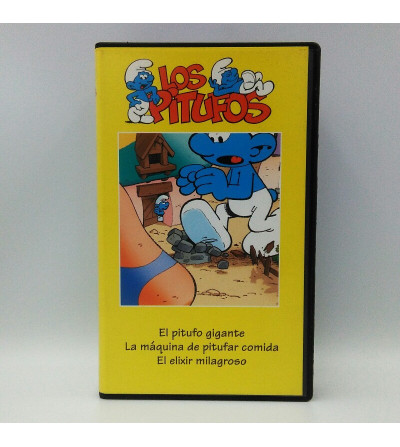 LOS
PITUFOS
El pitufo gigante
La máquina de pitufar comida
El elixir milagroso